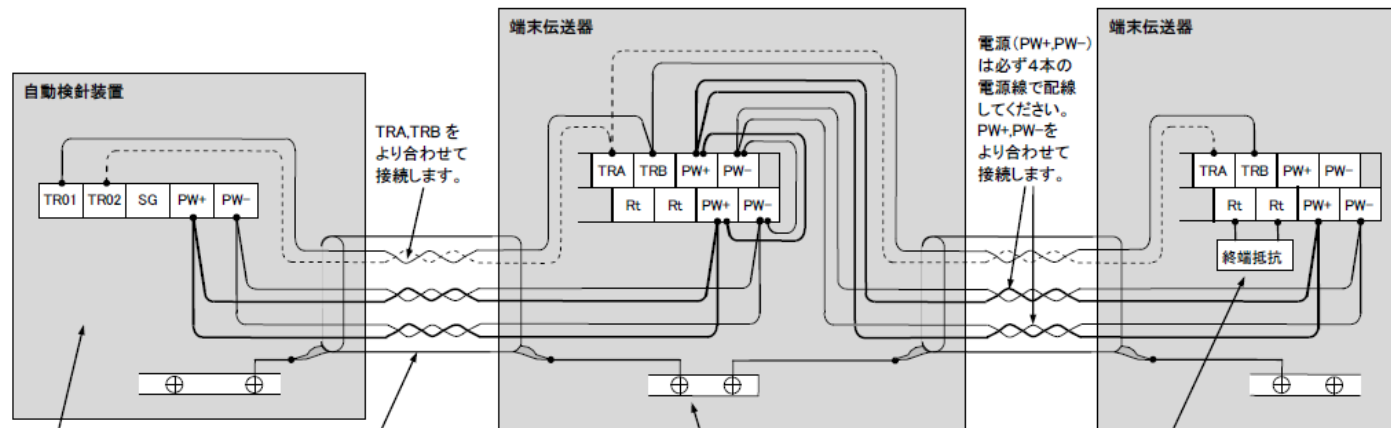 端末伝送器
端末伝送器
自動検針装置
TRA,TRB を
より合わせて
接続します。
電源(PW+,PW-)
は必ず4本の
電源線で配線
してください。
PW+,PW-を
より合わせて
接続します。
TR01 TR02 SG PW+ PW-
TRA TRB PW+ PW-
Rt Rt PW+ PW-
TRA TRB PW+ PW-
Rt Rt PW+ PW-
終端抵抗